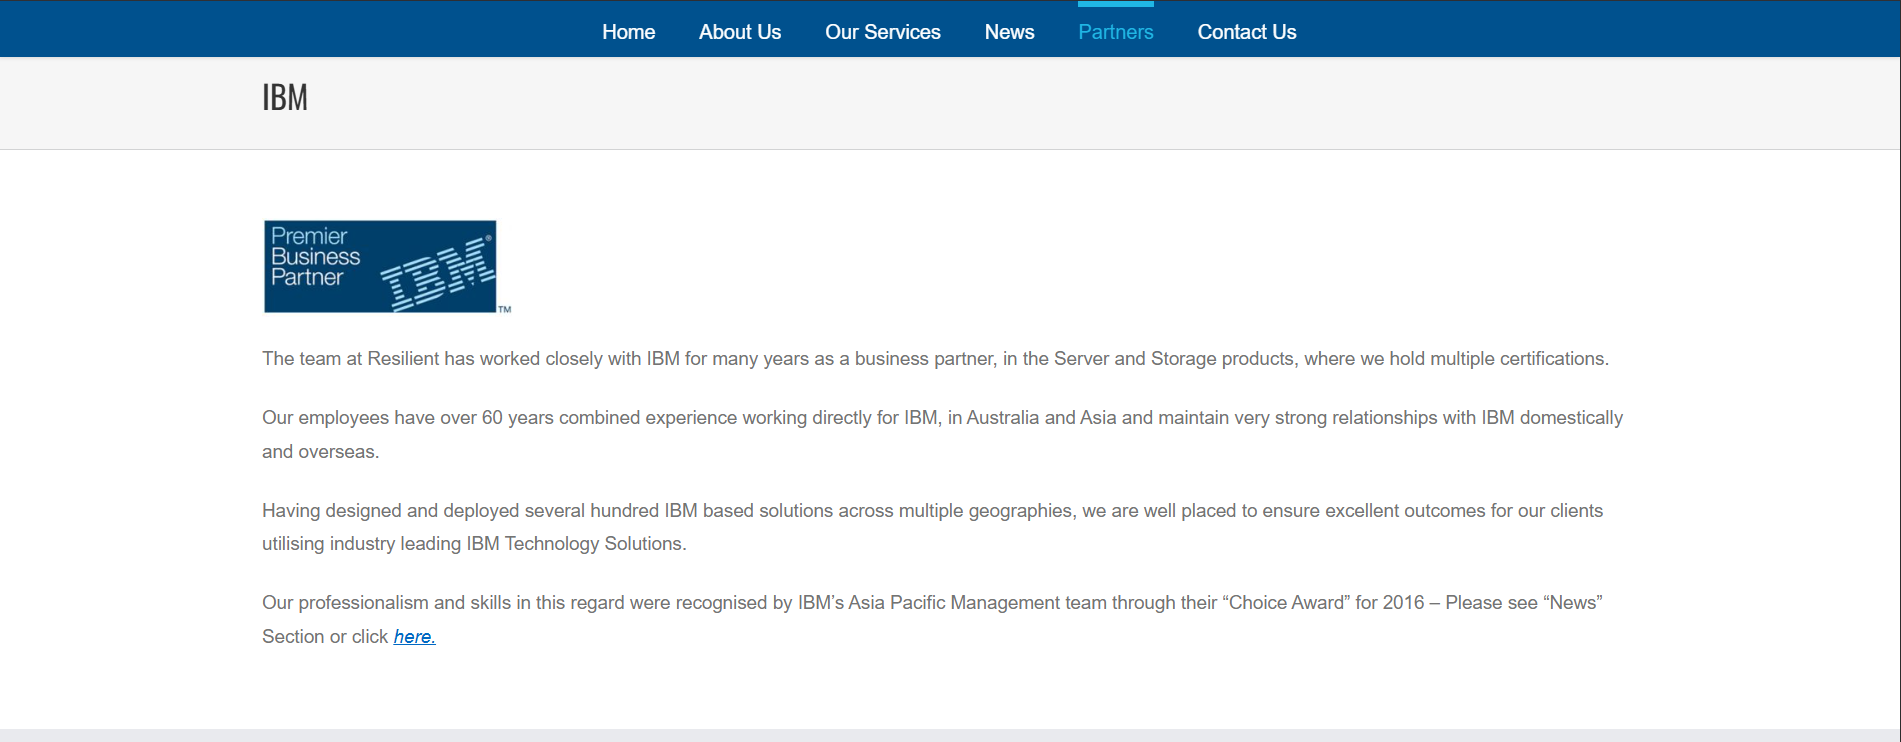 Home About Us Our Services News Partners Contact Us
IBM
Premier
Business
Partner
IBM®
TM
The team at Resilient has worked closely with IBM for many years as a business partner, in the Server and Storage products, where we hold multiple certifications.
Our employees have over 60 years combined experience working directly for IBM, in Australia and Asia and maintain very strong relationships with IBM domestically
and overseas.
Having designed and deployed several hundred IBM based solutions across multiple geographies, we are well placed to ensure excellent outcomes for our clients
utilising industry leading IBM Technology Solutions.
Our professionalism and skills in this regard were recognised by IBM’s Asia Pacific Management team through their “Choice Award” for 2016 – Please see “News”
Section or click here.